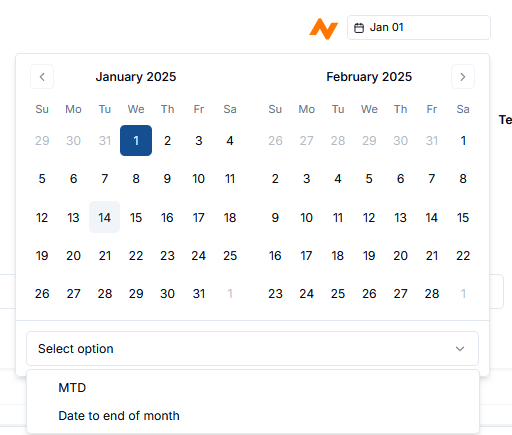 Jan 01
January 2025
February 2025
Su Mo Tu We Th Fr Sa Su Mo Tu We Th Fr Sa
29 30 31 1 2 3 4 26 27 28 29 30 31 1
5 6 7 8 9 10 11 2 3 4 5 6 7 8
12 13 14 15 16 17 18 9 10 11 12 13 14 15
19 20 21 22 23 24 25 16 17 18 19 20 21 22
26 27 28 29 30 31 1 23 24 25 26 27 28 1
Select option
MTD
Date to end of month